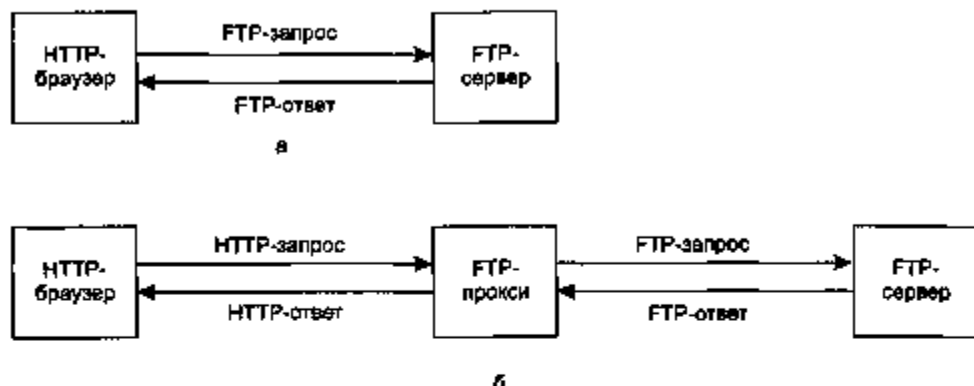 FTP-запрос
HTTP-
браузер
FTP-
сервер
FTP-ответ
а
HTTP-запрос
FTP-запрос
HTTP-
браузер
FTP-
прокси
FTP-
сервер
HTTP-ответ
FTP-ответ
б